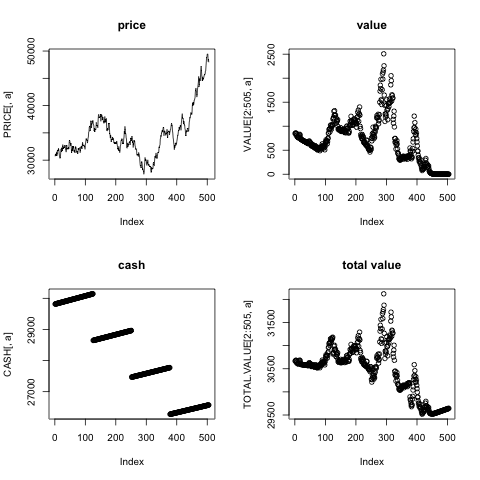 price
PRICE[, a]
30000 40000 50000
0 100 200 300 400 500
Index
value
VALUE[2:505, a]
0 500 1500 2500
0 100 200 300 400 500
Index
cash
CASH[, a]
27000 29000
0 100 200 300 400 500
Index
total value
TOTAL.VALUE[2:505, a]
29500 30500 31500
0 100 200 300 400 500
Index